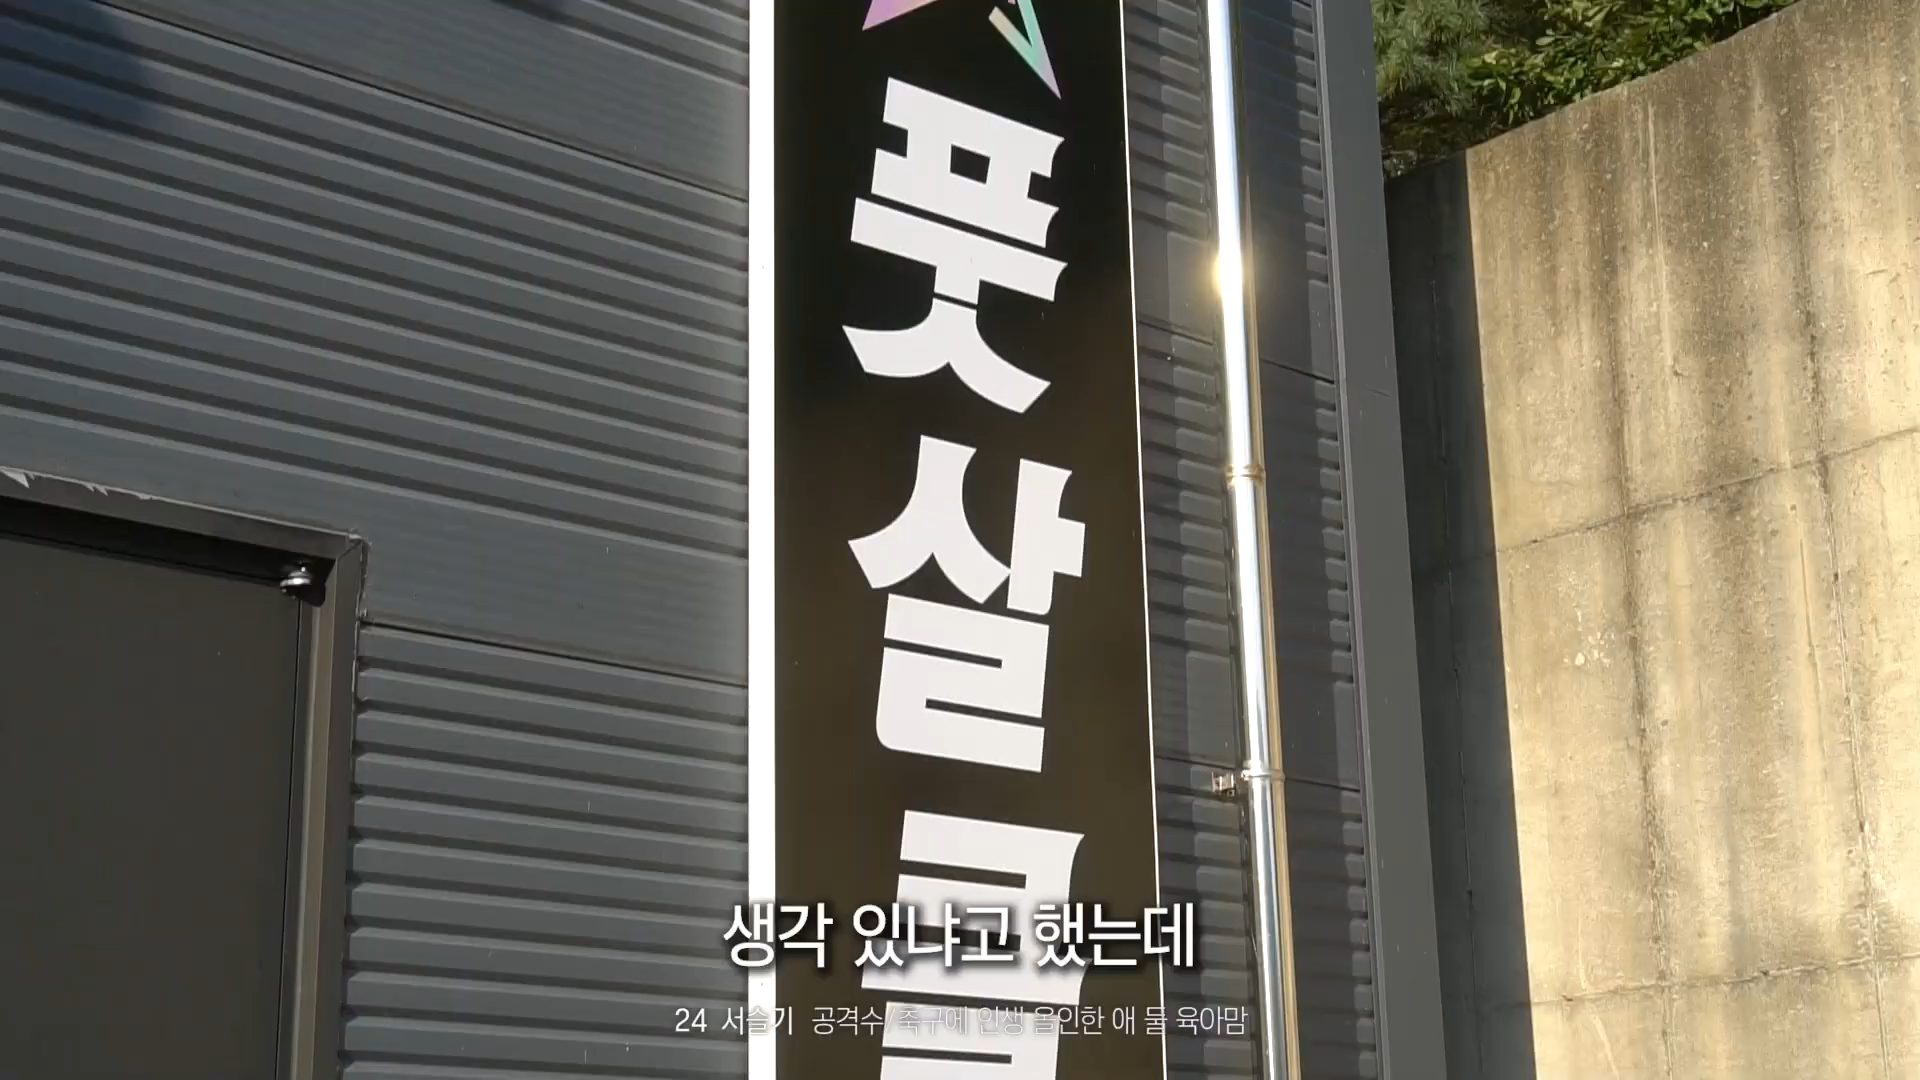 풋살
생각 있냐고 했는데
24 서슬기 공격수/축구에 인생 올인한 애 둘 육아맘